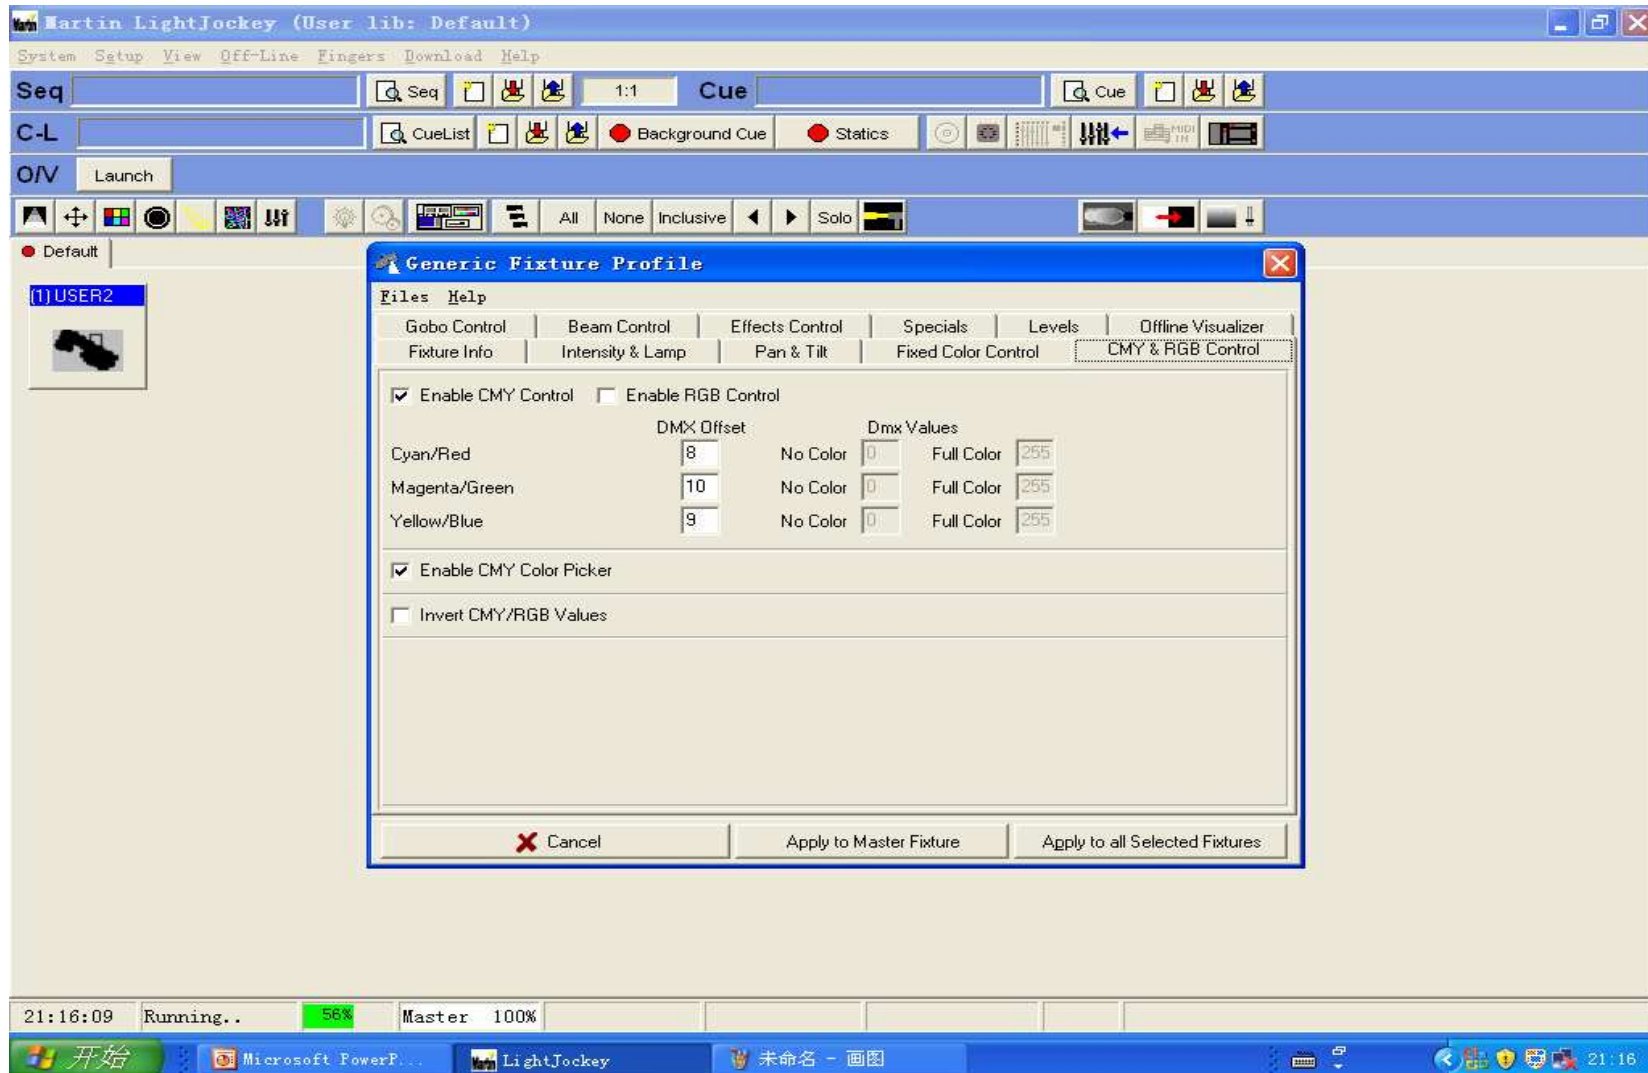 Martin LightJockey (User lib: Default)
System Setup View Off-Line Fingers Download Help
Seq Seq 1:1 Cue Cue
C-L CueList Background Cue Statics MIDI IN
O/V Launch
All None Inclusive Solo
Default
(1) USER2
Generic Fixture Profile
Files Help
Gobo Control Beam Control Effects Control Specials Levels Offline Visualizer
Fixture Info Intensity & Lamp Pan & Tilt Fixed Color Control CMY & RGB Control
Enable CMY Control Enable RGB Control
DMX Offset Dmx Values
Cyan/Red 8 No Color 0 Full Color 255
Magenta/Green 10 No Color 0 Full Color 255
Yellow/Blue 9 No Color 0 Full Color 255
Enable CMY Color Picker
Invert CMY/RGB Values
Cancel Apply to Master Fixture Apply to all Selected Fixtures
21:16:09 Running.. 56% Master 100%
开始 Microsoft PowerP... Martin LightJockey 未命名 - 画图 21:16